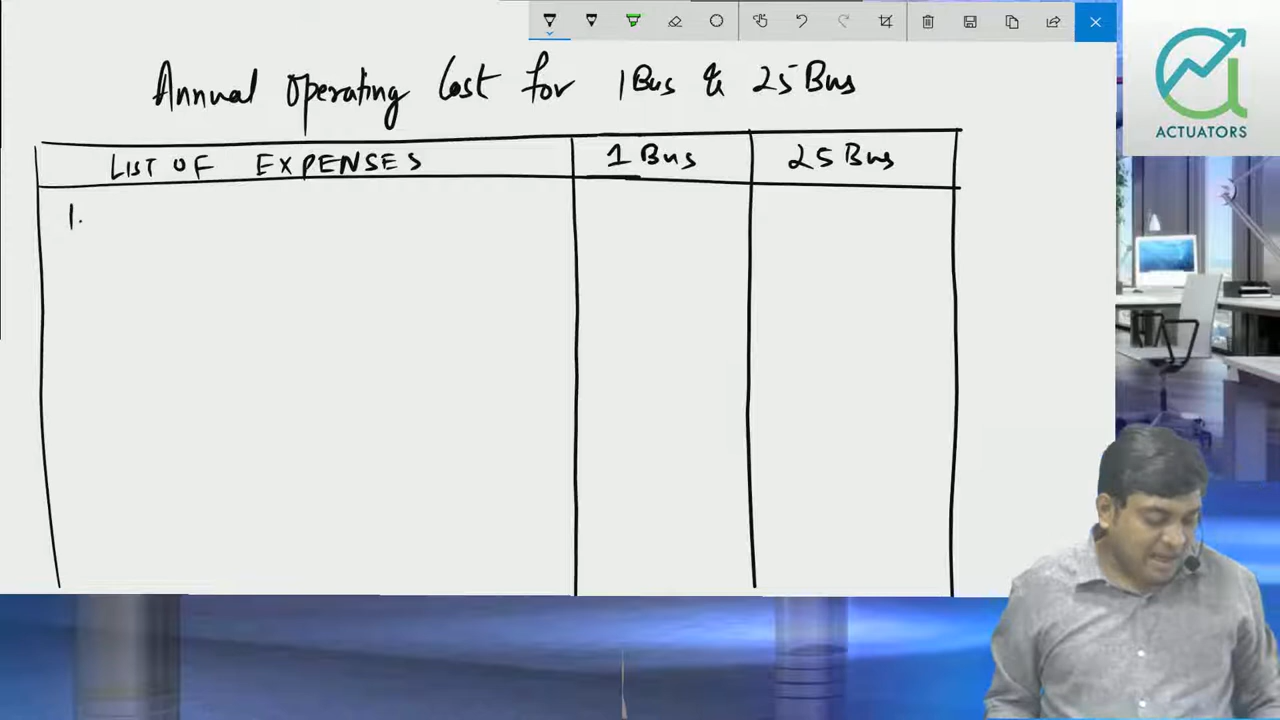 Annual Operating Cost for 1 Bus & 25 Bus
ACTUATORS
LIST OF EXPENSES 1 Bus 25 Bus
1.